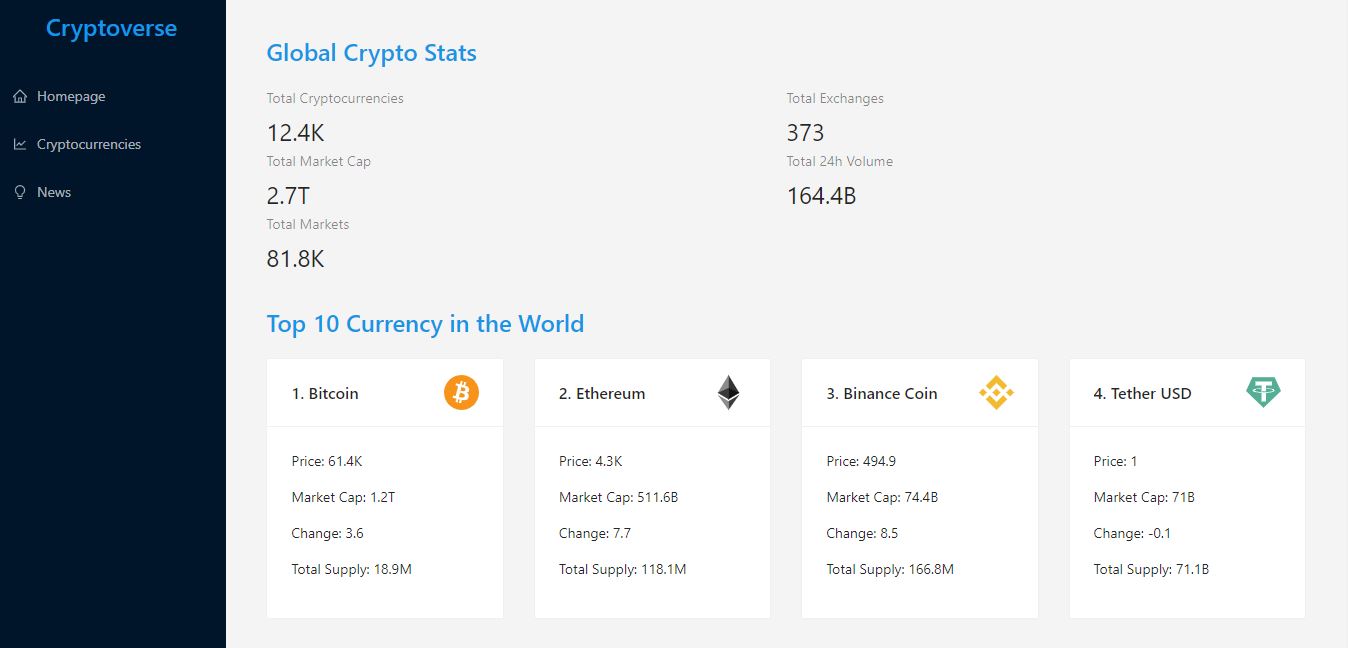 Cryptoverse
Homepage
Cryptocurrencies
News
Global Crypto Stats
Total Cryptocurrencies
12.4K
Total Exchanges
373
Total Market Cap
2.7T
Total 24h Volume
164.4B
Total Markets
81.8K
Top 10 Currency in the World
1. Bitcoin
Price: 61.4K
Market Cap: 1.2T
Change: 3.6
Total Supply: 18.9M
2. Ethereum
Price: 4.3K
Market Cap: 511.6B
Change: 7.7
Total Supply: 118.1M
3. Binance Coin
Price: 494.9
Market Cap: 74.4B
Change: 8.5
Total Supply: 166.8M
4. Tether USD
Price: 1
Market Cap: 71B
Change: -0.1
Total Supply: 71.1B